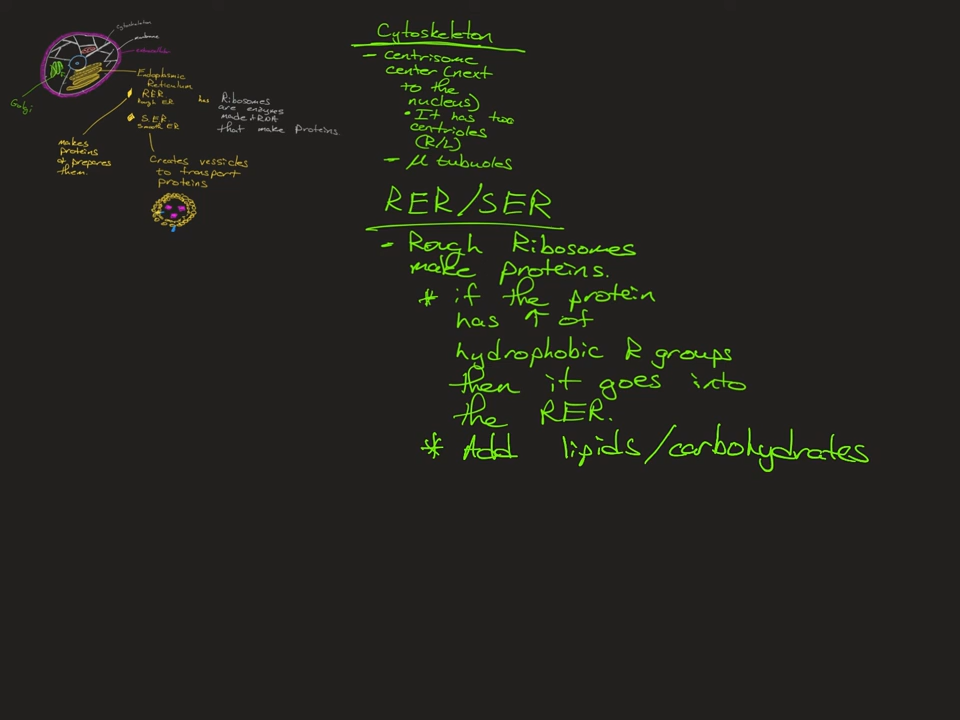 Cytoskeleton
membrane
Golgi
Endoplasmic
Reticulum
RER
Rough ER
has
Ribosomes
are enzymes
made of RNA
that make Proteins.
S.E.R.
Smooth ER
makes
proteins
prepares
them.
Creates vessicles
to transport
proteins
Cytoskeleton
- centrisome
center (next
to the
nucleus)
• It has two
centrioles
(R/L)
- μ tubuoles
RER/SER
- Rough Ribosomes
make proteins.
* if the protein
has ↑ of
hydrophobic R groups
then it goes into
the RER.
* Add lipids/carbohydrates